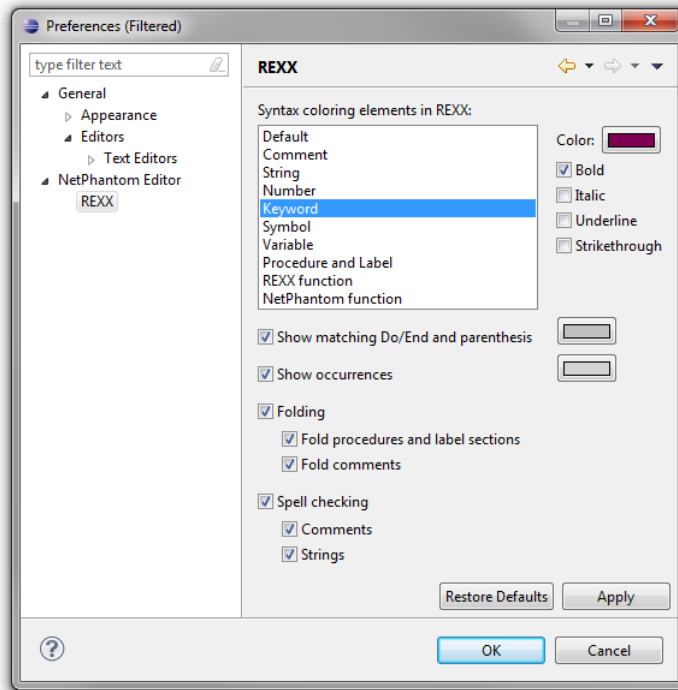 Preferences (Filtered)
type filter text
General
Appearance
Editors
Text Editors
NetPhantom Editor
REXX
REXX
Syntax coloring elements in REXX:
Default
Comment
String
Number
Keyword
Symbol
Variable
Procedure and Label
REXX function
NetPhantom function
Color:
Bold
Italic
Underline
Strikethrough
Show matching Do/End and parenthesis
Show occurrences
Folding
Fold procedures and label sections
Fold comments
Spell checking
Comments
Strings
Restore Defaults
Apply
?
OK
Cancel